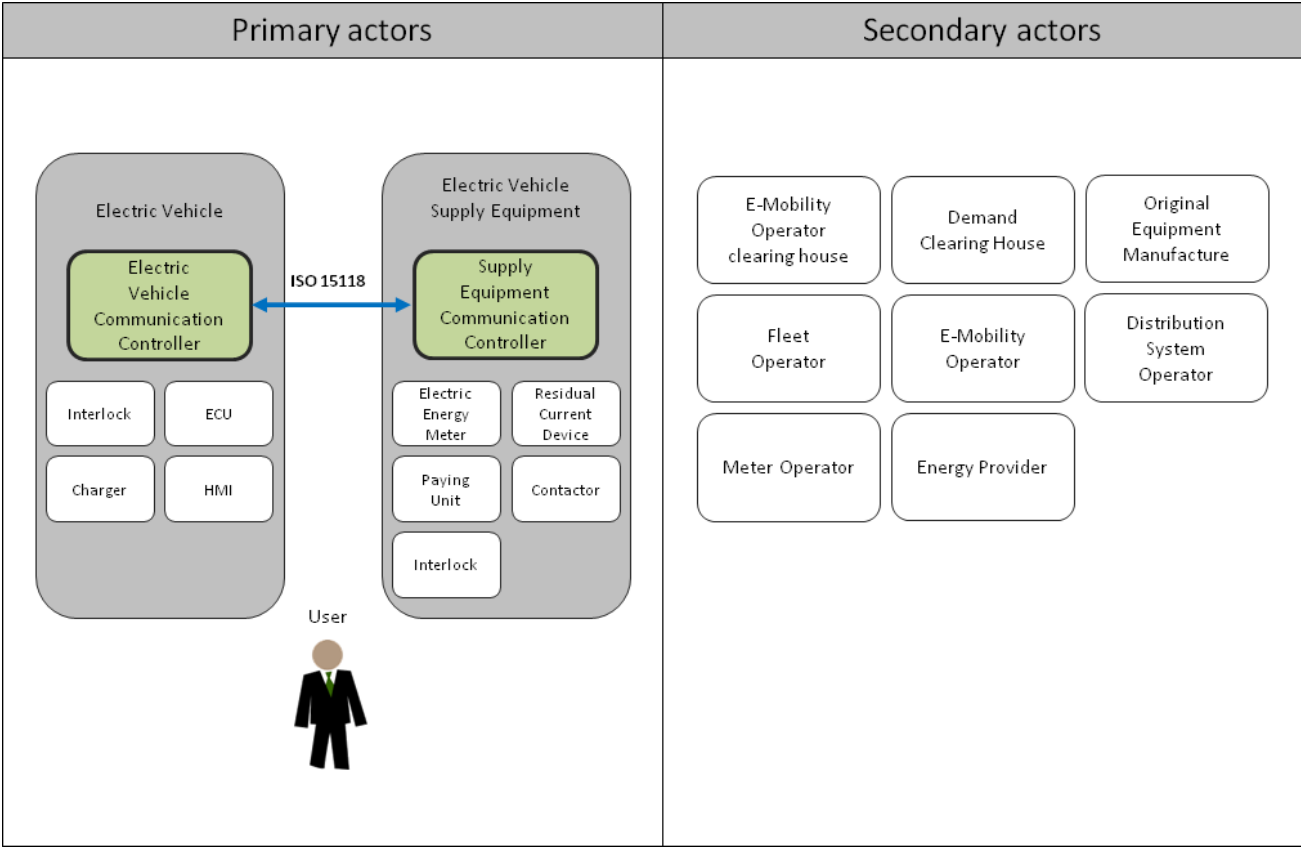 Primary actors
Secondary actors
Electric Vehicle
Electric
Vehicle
Communication
Controller
Interlock
ECU
Charger
HMI
ISO 15118
Electric Vehicle
Supply Equipment
Supply
Equipment
Communication
Controller
Electric
Energy
Meter
Residual
Current
Device
Paying
Unit
Contactor
Interlock
User
E-Mobility
Operator
clearing house
Demand
Clearing House
Original
Equipment
Manufacture
Fleet
Operator
E-Mobility
Operator
Distribution
System
Operator
Meter Operator
Energy Provider